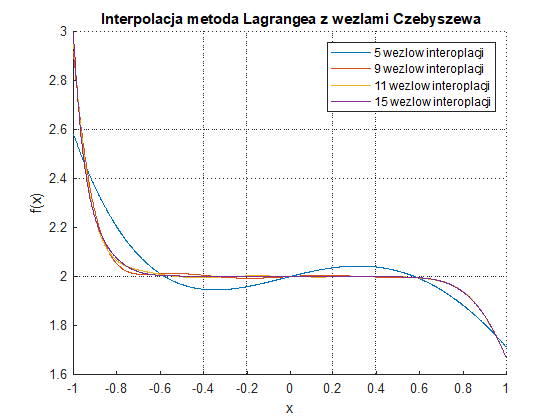 Interpolacja metoda Lagrangea z wezlami Czebyszewa
3
2.8
2.6
2.4
2.2
2
1.8
1.6
f(x)
5 wezlow interoplacji
9 wezlow interoplacji
11 wezlow interoplacji
15 wezlow interoplacji
-1 -0.8 -0.6 -0.4 -0.2 0 0.2 0.4 0.6 0.8 1
x